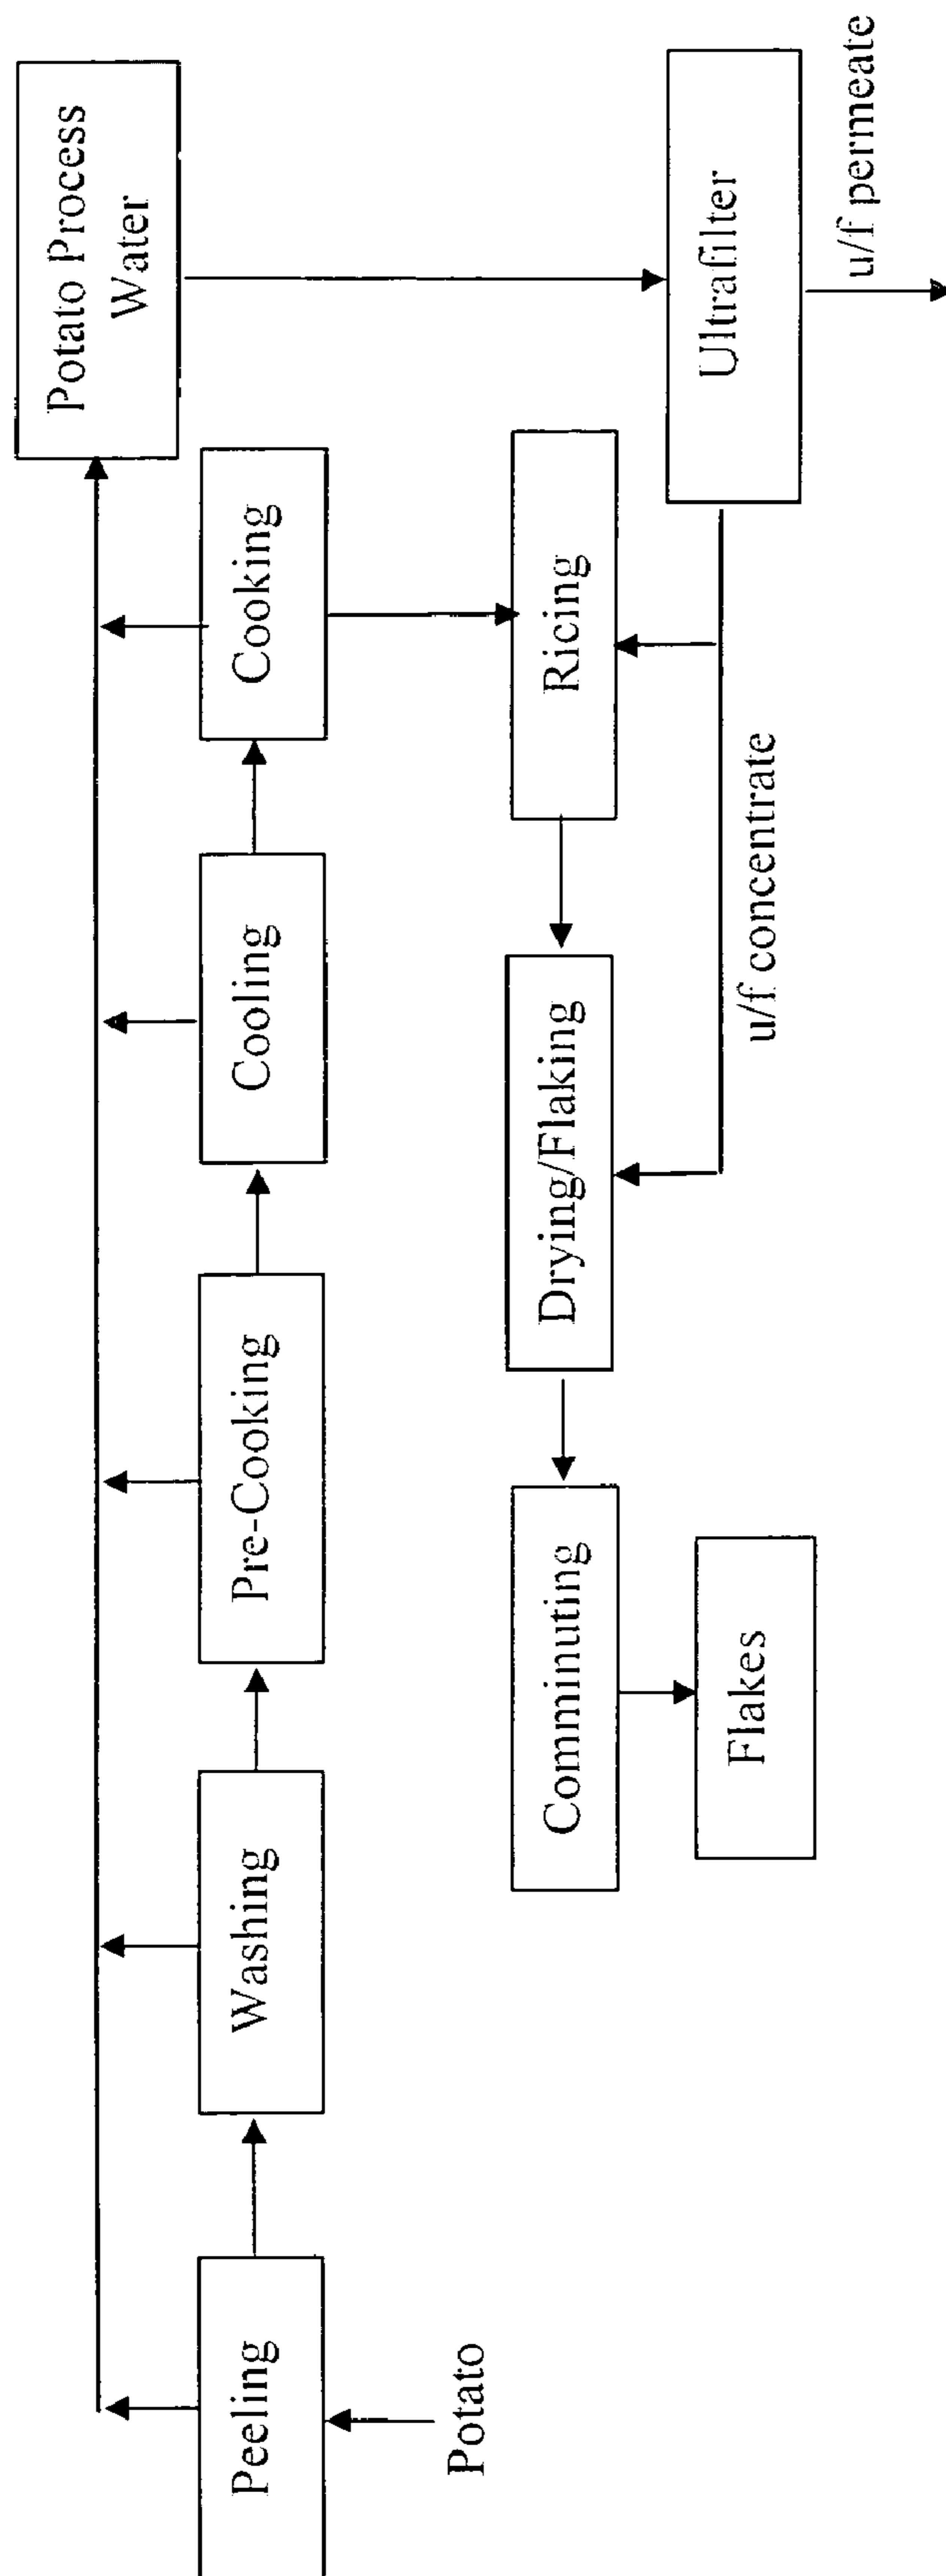 Potato
Peeling
Washing
Pre-Cooking
Cooling
Cooking
Potato Process
Water
Ricing
Drying/Flaking
Comminuting
Flakes
Ultrafilter
u/f concentrate
u/f permeate